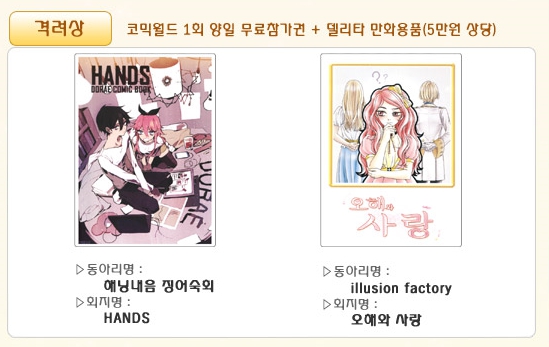 격려상
코믹월드 1회 양일 무료참가권 + 델리타 만화용품(5만원 상당)
HANDS
DORAE COMIC BOOK
DORAE
??
오해와
사랑
▷동아리명 :
해닝내음 징어숙회
▷회지명 :
HANDS
▷동아리명 :
illusion factory
▷회지명 :
오해와 사랑